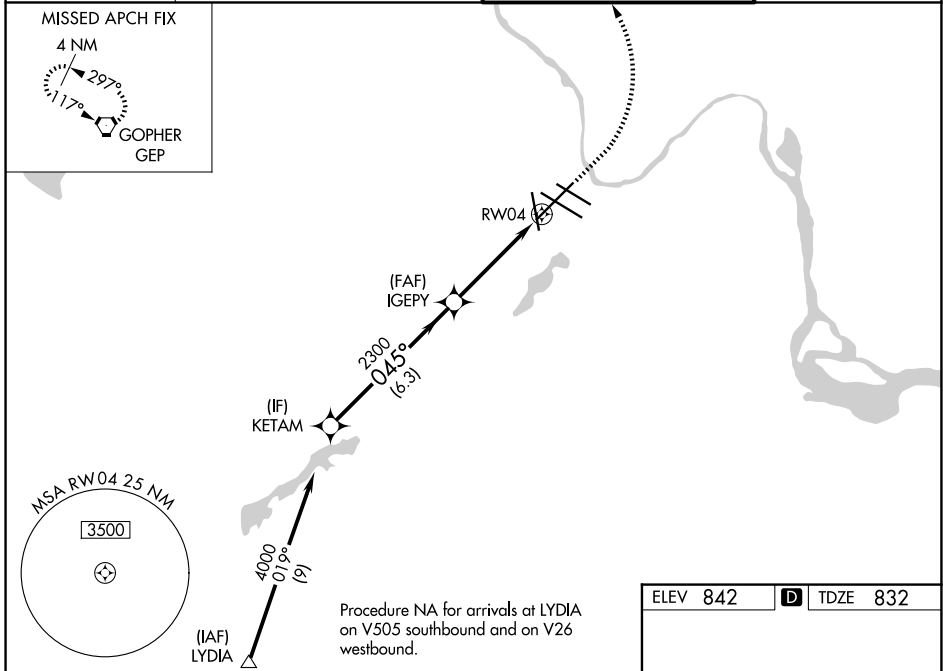 MISSED APCH FIX
4 NM
297°
117°
GOPHER
GEP
RW04
(FAF)
IGEPY
2300
045°
(6.3)
(IF)
KETAM
MSA RW04 25 NM
3500
4000
019°
(9)
(IAF)
LYDIA
Procedure NA for arrivals at LYDIA
on V505 southbound and on V26
westbound.
ELEV 842 D TDZE 832